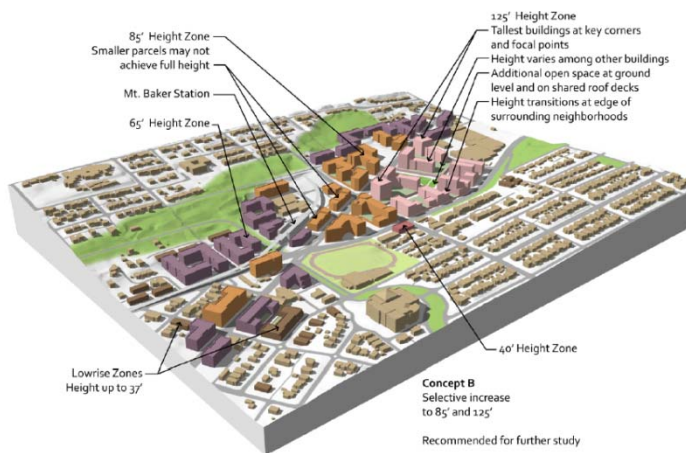 125' Height Zone
Tallest buildings at key corners
and focal points
Height varies among other buildings
Additional open space at ground
level and on shared roof decks
Height transitions at edge of
surrounding neighborhoods
85' Height Zone
Smaller parcels may not
achieve full height
Mt. Baker Station
65' Height Zone
40' Height Zone
Lowrise Zones
Height up to 37'
Concept B
Selective increase
to 85' and 125'
Recommended for further study